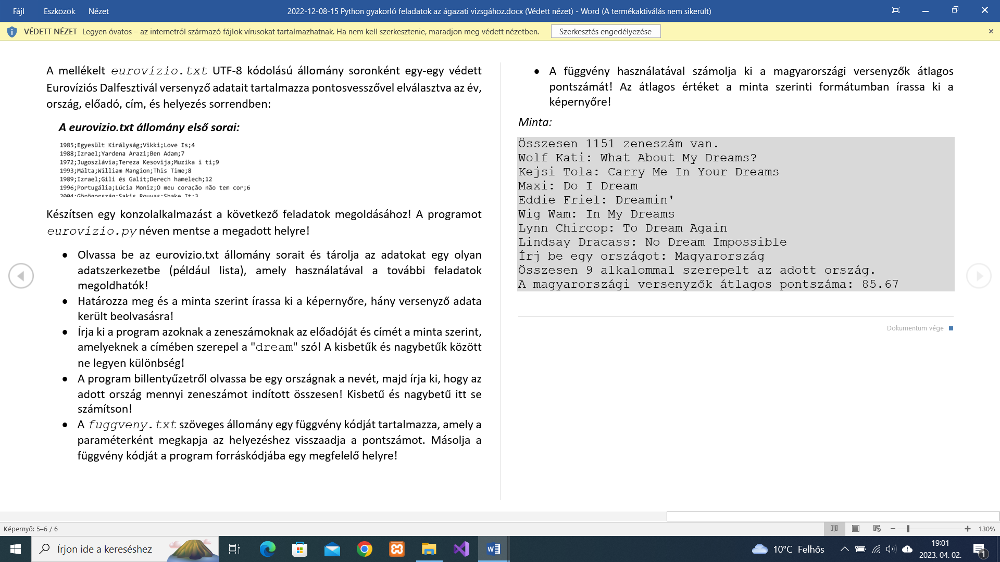 Fájl Eszközök Nézet 2022-12-08-15 Python gyakorló feladatok az ágazati vizsgához.docx (Védett nézet) - Word (A termékaktiválás nem sikerült)
VÉDETT NÉZET Legyen óvatos – az internetről származó fájlok vírusokat tartalmazhatnak. Ha nem kell szerkesztenie, maradjon meg védett nézetben. Szerkesztés engedélyezése
A mellékelt eurovizio.txt UTF-8 kódolású állomány soronként egy-egy védett
Eurovíziós Dalfesztivál versenyző adatait tartalmazza pontosvesszővel elválasztva az év,
ország, előadó, cím, és helyezés sorrendben:
A eurovizio.txt állomány első sorai:
1985;Egyesült Királyság;Vikki;Love Is;4
1988;Izrael;Yardena Arazi;Ben Adam;7
1972;Jugoszlávia;Tereza Kesovija;Muzika i ti;9
1993;Málta;William Mangion;This Time;8
1989;Izrael;Gili és Galit;Derech hamelech;12
1996;Portugália;Lúcia Moniz;O meu coração não tem cor;6
2004;Görögország;Sakis Rouvas;Shake It;3
Készítsen egy konzolalkalmazást a következő feladatok megoldásához! A programot
eurovizio.py néven mentse a megadott helyre!
• Olvassa be az eurovizio.txt állomány sorait és tárolja az adatokat egy olyan
adatszerkezetbe (például lista), amely használatával a további feladatok
megoldhatók!
• Határozza meg és a minta szerint írassa ki a képernyőre, hány versenyző adata
került beolvasásra!
• Írja ki a program azoknak a zeneszámoknak az előadóját és címét a minta szerint,
amelyeknek a címében szerepel a "dream" szó! A kisbetűk és nagybetűk között
ne legyen különbség!
• A program billentyűzetről olvassa be egy országnak a nevét, majd írja ki, hogy az
adott ország mennyi zeneszámot indított összesen! Kisbetű és nagybetű itt se
számítson!
• A fuggveny.txt szöveges állomány egy függvény kódját tartalmazza, amely a
paraméterként megkapja az helyezéshez visszaadja a pontszámot. Másolja a
függvény kódját a program forráskódjába egy megfelelő helyre!
• A függvény használatával számolja ki a magyarországi versenyzők átlagos
pontszámát! Az átlagos értéket a minta szerinti formátumban írassa ki a
képernyőre!
Minta:
Összesen 1151 zeneszám van.
Wolf Kati: What About My Dreams?
Kejsi Tola: Carry Me In Your Dreams
Maxi: Do I Dream
Eddie Friel: Dreamin'
Wig Wam: In My Dreams
Lynn Chircop: To Dream Again
Lindsay Dracass: No Dream Impossible
Írj be egy országot: Magyarország
Összesen 9 alkalommal szerepelt az adott ország.
A magyarországi versenyzők átlagos pontszáma: 85.67
Dokumentum vége
Képernyő: 5–6 / 6 130%
Írjon ide a kereséshez 10°C Felhős 19:01
2023. 04. 02. 1